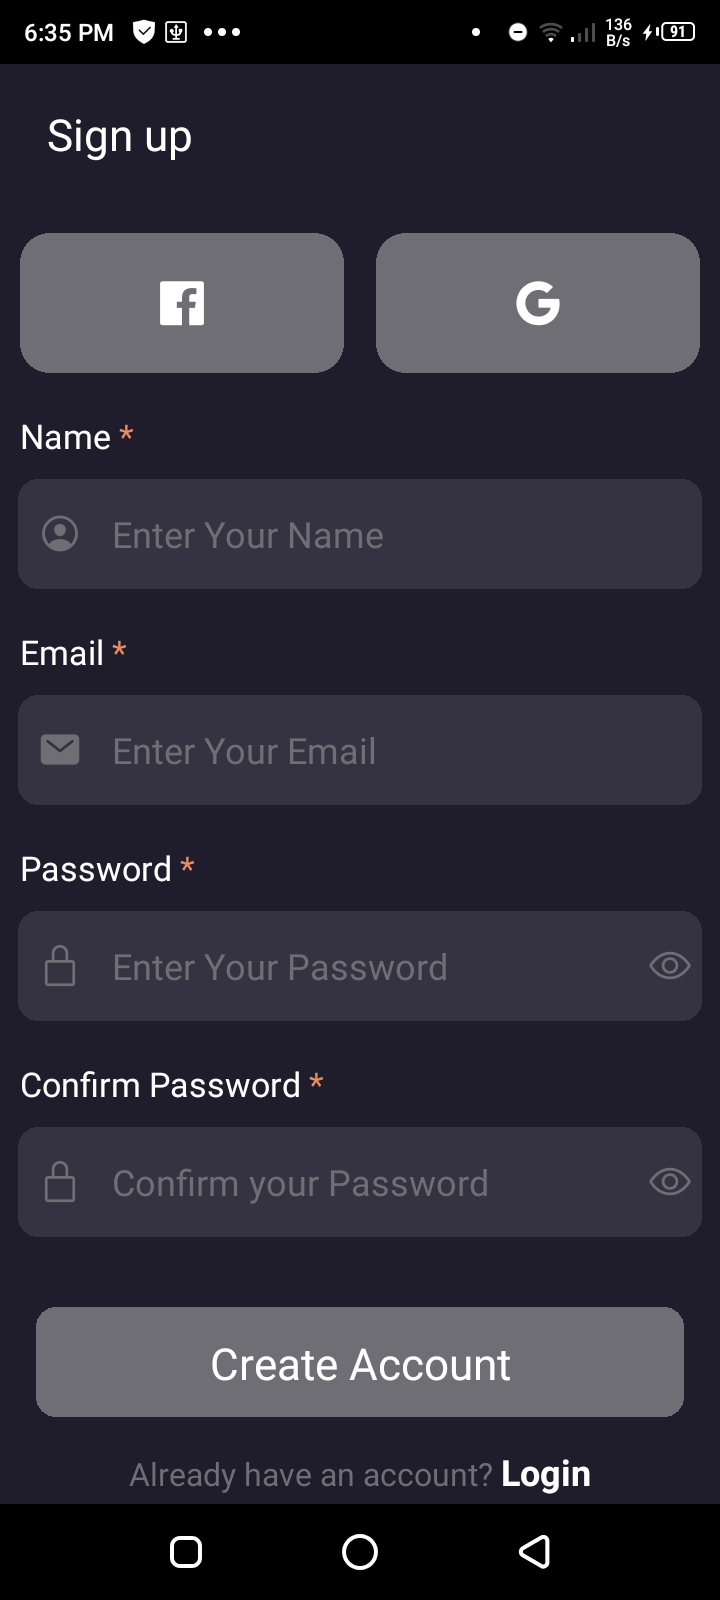 6:35 PM 136 B/s 91
Sign up
Name *
Enter Your Name
Email *
Enter Your Email
Password *
Enter Your Password
Confirm Password *
Confirm your Password
Create Account
Already have an account? Login